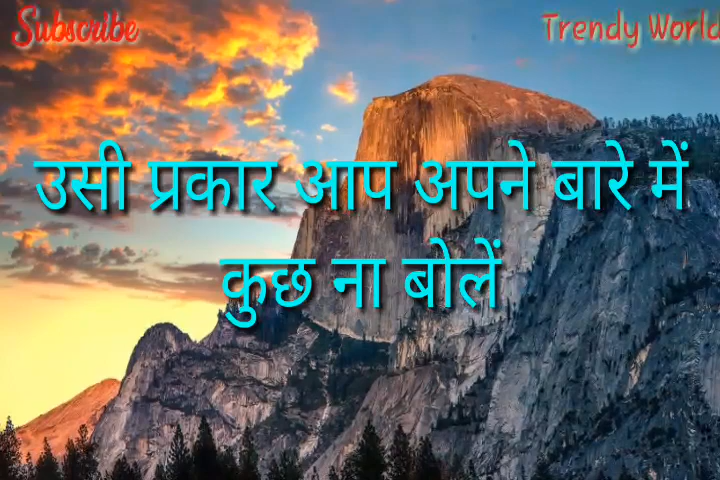 Subscribe
Trendy World
उसी प्रकार आप अपने बारे में
कुछ ना बोलें